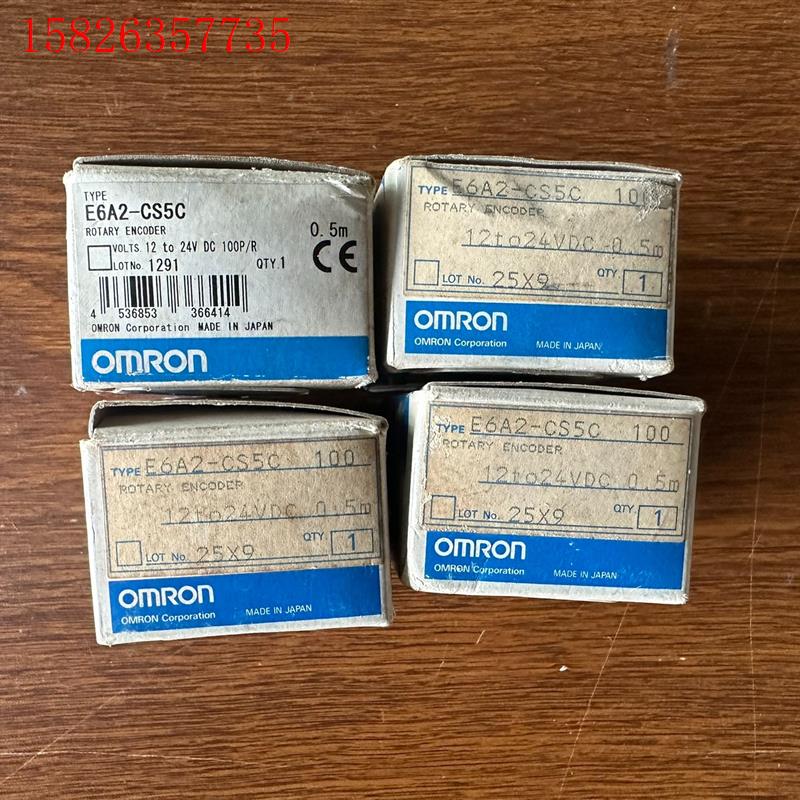 15826357735
TYPE
E6A2-CS5C
ROTARY ENCODER 0.5m
VOLTS 12 to 24V DC 100P/R
LOT No. 1291 QTY.1
CE
4 536853 366414
OMRON Corporation MADE IN JAPAN
OMRON
TYPE E6A2-CS5C 100
ROTARY ENCODER
12to24VDC 0.5m
LOT No. 25X9 QTY. 1
OMRON
OMRON Corporation MADE IN JAPAN
TYPE E6A2-CS5C 100
ROTARY ENCODER
12to24VDC 0.5m
LOT No. 25X9 QTY. 1
OMRON
OMRON Corporation MADE IN JAPAN
TYPE E6A2-CS5C 100
ROTARY ENCODER
12to24VDC 0.5m
LOT No. 25X9 QTY. 1
OMRON
OMRON Corporation MADE IN JAPAN